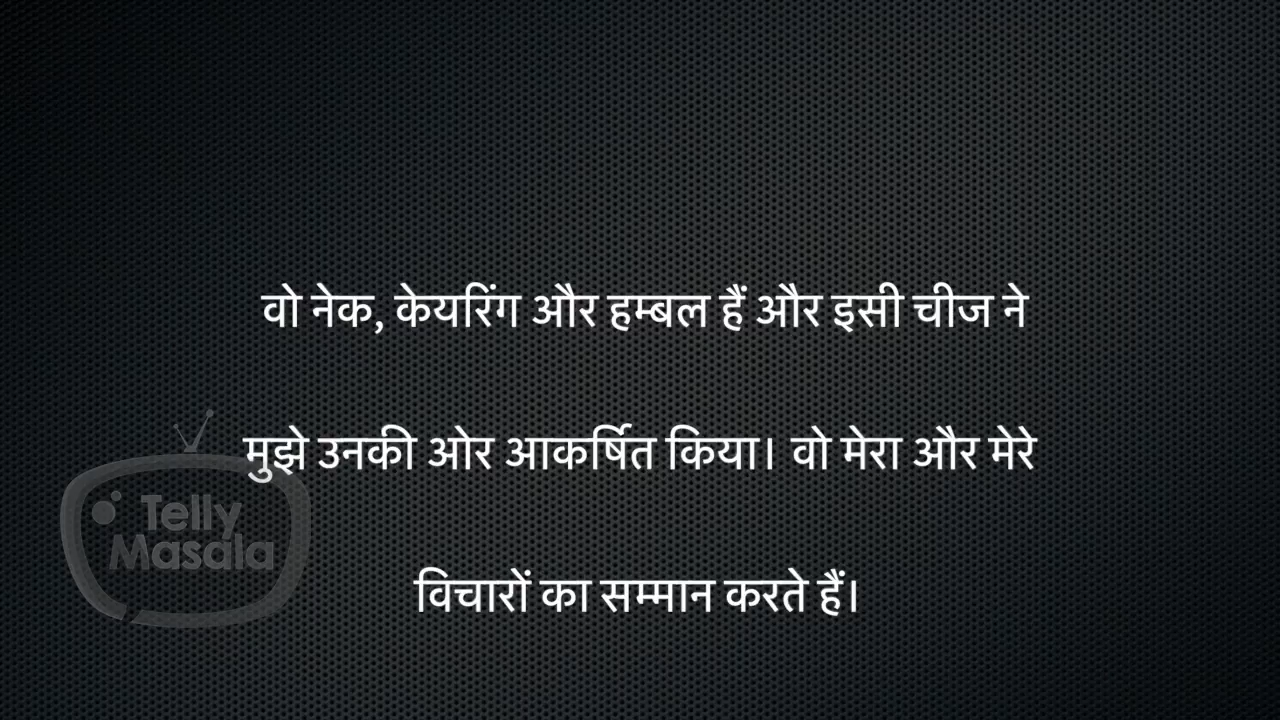 वो नेक, केयरिंग और हम्बल हैं और इसी चीज ने
मुझे उनकी ओर आकर्षित किया। वो मेरा और मेरे
विचारों का सम्मान करते हैं।
Telly
Masala